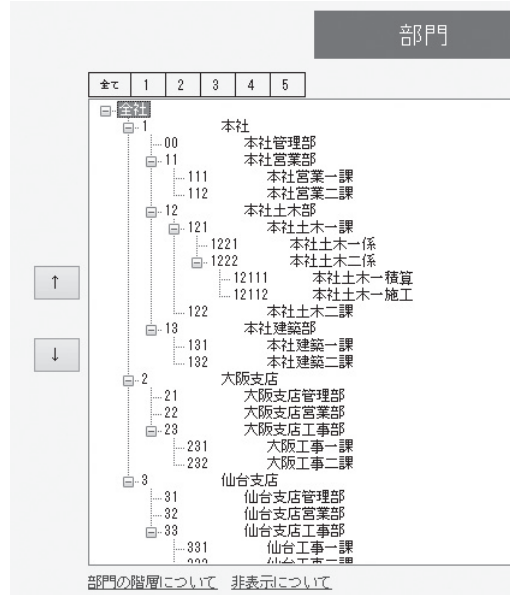 部門
全て 1 2 3 4 5
全社
1 本社
00 本社管理部
11 本社営業部
111 本社営業一課
112 本社営業二課
12 本社土木部
121 本社土木一課
1221 本社土木一係
1222 本社土木二係
12111 本社土木一積算
12112 本社土木一施工
122 本社土木二課
13 本社建築部
131 本社建築一課
132 本社建築二課
↑
↓
2 大阪支店
21 大阪支店管理部
22 大阪支店営業部
23 大阪支店工事部
231 大阪工事一課
232 大阪工事二課
3 仙台支店
31 仙台支店管理部
32 仙台支店営業部
33 仙台支店工事部
331 仙台工事一課
部門の階層について 非表示について